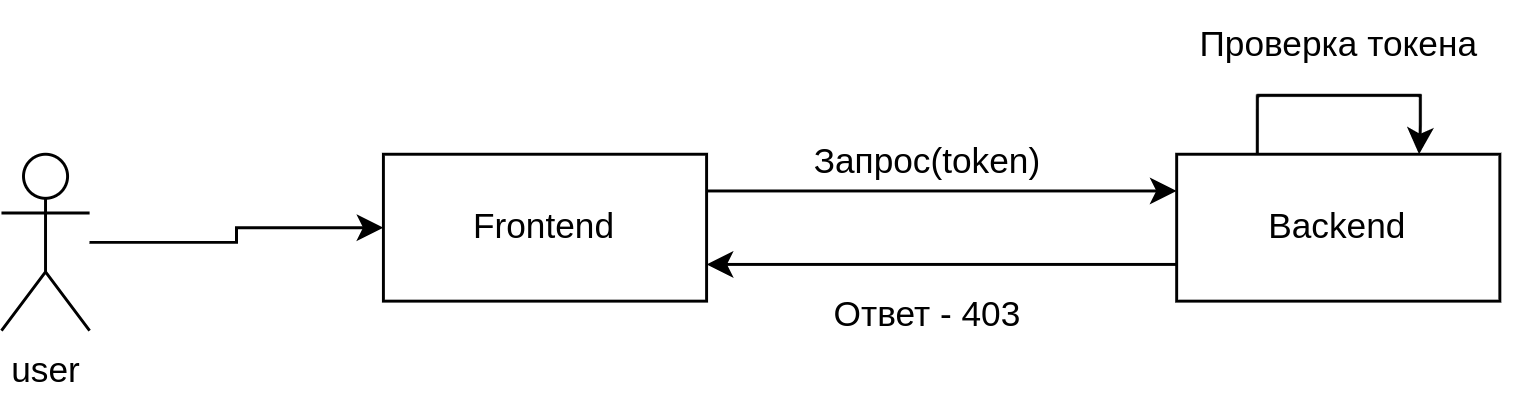 Проверка токена
Запрос(token)
Frontend
Backend
Ответ - 403
user